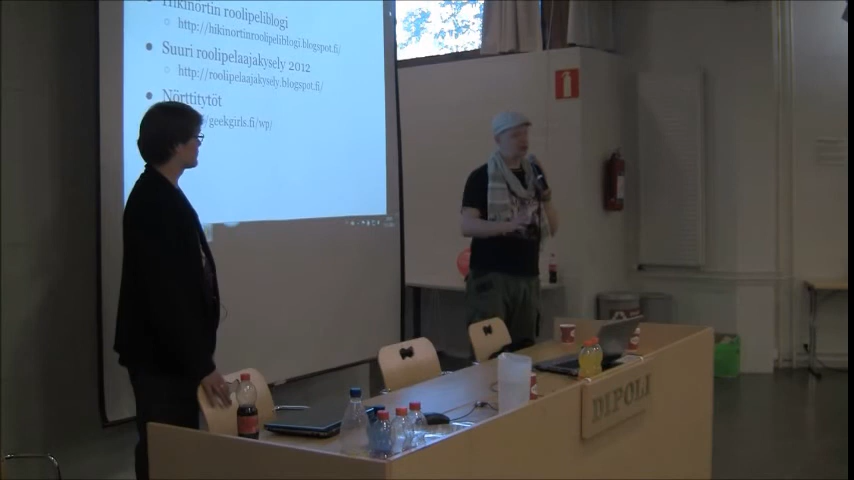 Hikinortin roolipeliblogi
http://hikinortinroolipeliblogi.blogspot.fi/
Suuri roolipelaajakysely 2012
http://roolipelaajakysely.blogspot.fi/
Nörttitytöt
/geekgirls.fi/wp/
DIPOLI